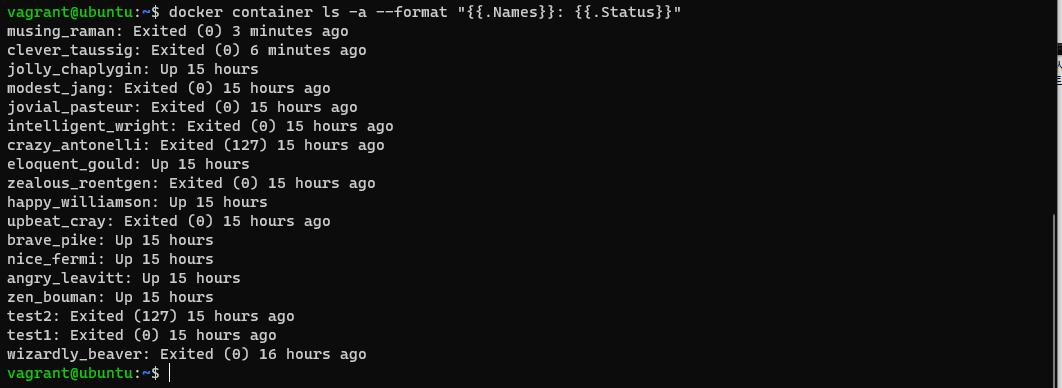 vagrant@ubuntu:~$ docker container ls -a --format "{{.Names}}: {{.Status}}"
musing_raman: Exited (0) 3 minutes ago
clever_taussig: Exited (0) 6 minutes ago
jolly_chaplygin: Up 15 hours
modest_jang: Exited (0) 15 hours ago
jovial_pasteur: Exited (0) 15 hours ago
intelligent_wright: Exited (0) 15 hours ago
crazy_antonelli: Exited (127) 15 hours ago
eloquent_gould: Up 15 hours
zealous_roentgen: Exited (0) 15 hours ago
happy_williamson: Up 15 hours
upbeat_cray: Exited (0) 15 hours ago
brave_pike: Up 15 hours
nice_fermi: Up 15 hours
angry_leavitt: Up 15 hours
zen_bouman: Up 15 hours
test2: Exited (127) 15 hours ago
test1: Exited (0) 15 hours ago
wizardly_beaver: Exited (0) 16 hours ago
vagrant@ubuntu:~$